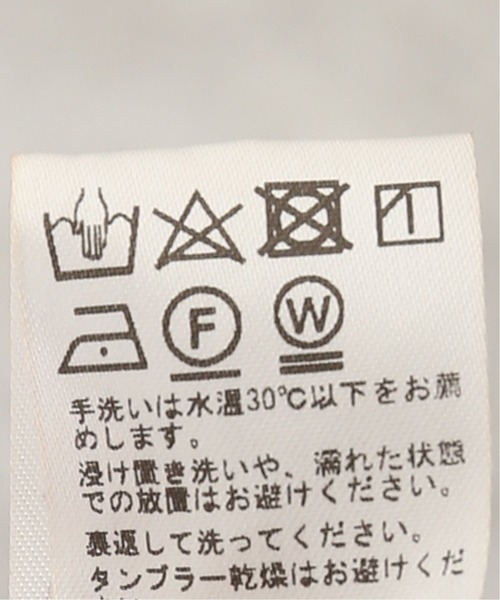 F W
手洗いは水温30℃以下をお薦
めします。
浸け置き洗いや、濡れた状態
での放置はお避けください。
裏返して洗ってください。
タンブラー乾燥はお避けくだ